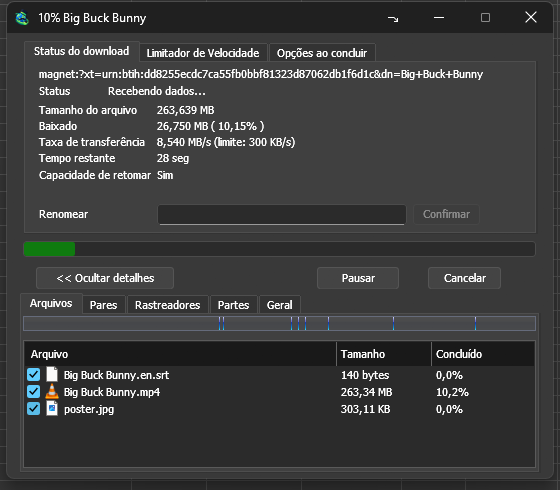 10% Big Buck Bunny
Status do download Limitador de Velocidade Opções ao concluir
magnet:?xt=urn:btih:dd8255ecdc7ca55fb0bbf81323d87062db1f6d1c&dn=Big+Buck+Bunny
Status Recebendo dados...
Tamanho do arquivo 263,639 MB
Baixado 26,750 MB ( 10,15% )
Taxa de transferência 8,540 MB/s (limite: 300 KB/s)
Tempo restante 28 seg
Capacidade de retomar Sim
Renomear Confirmar
<< Ocultar detalhes Pausar Cancelar
Arquivos Pares Rastreadores Partes Geral
Arquivo Tamanho Concluído
Big Buck Bunny.en.srt 140 bytes 0,0%
Big Buck Bunny.mp4 263,34 MB 10,2%
poster.jpg 303,11 KB 0,0%